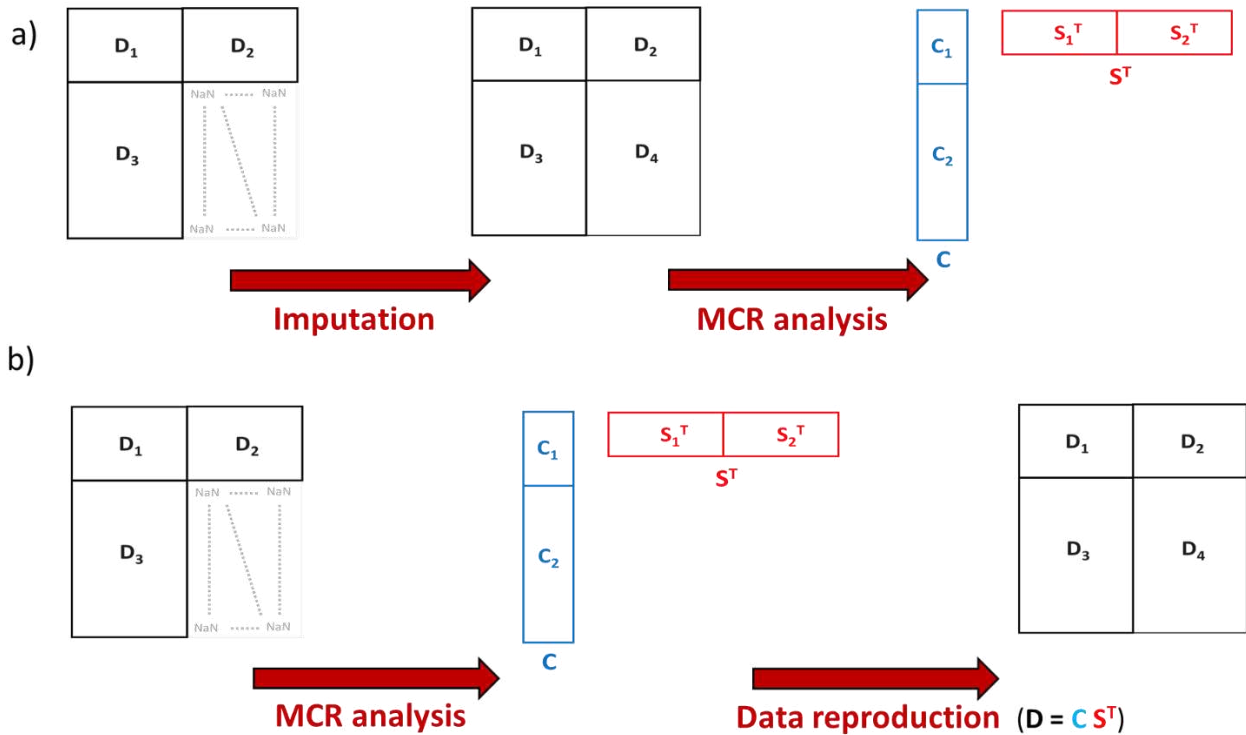 a)
D₁ D₂
NaN NaN
D₃
NaN NaN
D₁ D₂
D₃ D₄
C₁
C₂
C
S₁ᵀ S₂ᵀ
Sᵀ
Imputation
MCR analysis
b)
D₁ D₂
NaN NaN
D₃
NaN NaN
C₁
C₂
C
S₁ᵀ S₂ᵀ
Sᵀ
D₁ D₂
D₃ D₄
MCR analysis
Data reproduction (D = C Sᵀ)